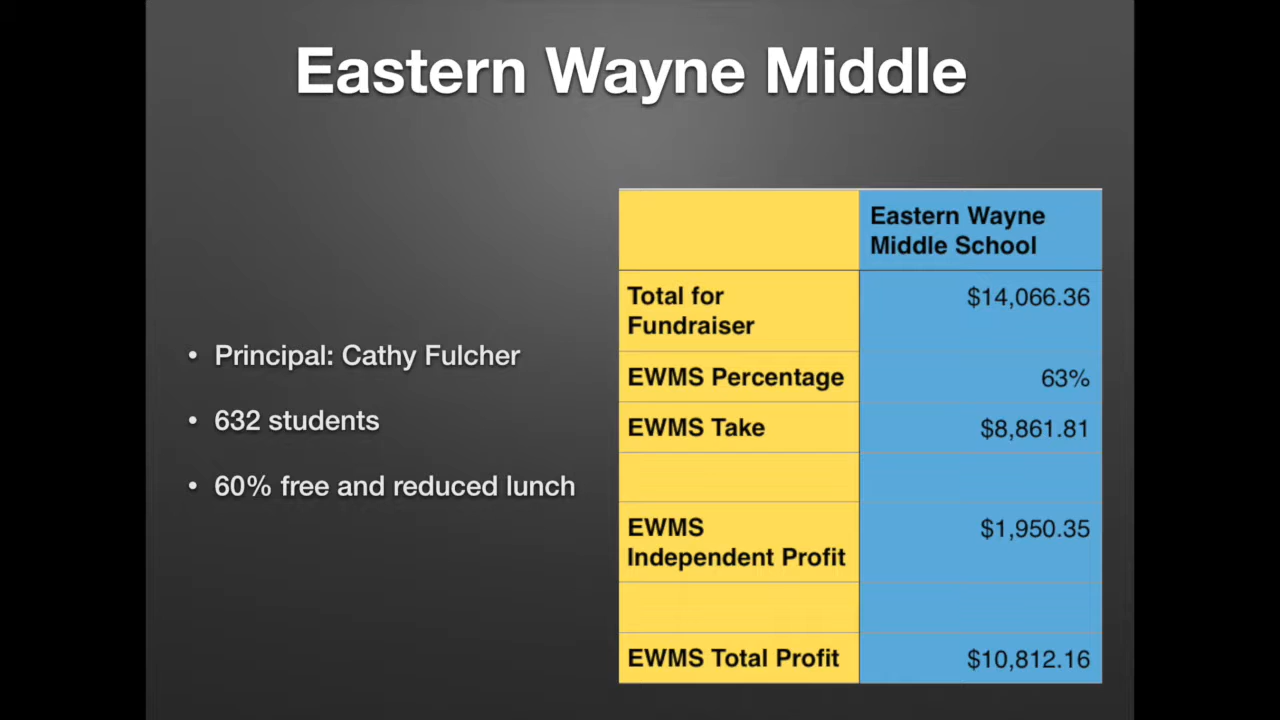 Eastern Wayne Middle
• Principal: Cathy Fulcher
• 632 students
• 60% free and reduced lunch
Eastern Wayne
Middle School
Total for
Fundraiser
$14,066.36
EWMS Percentage
63%
EWMS Take
$8,861.81
EWMS
Independent Profit
$1,950.35
EWMS Total Profit
$10,812.16